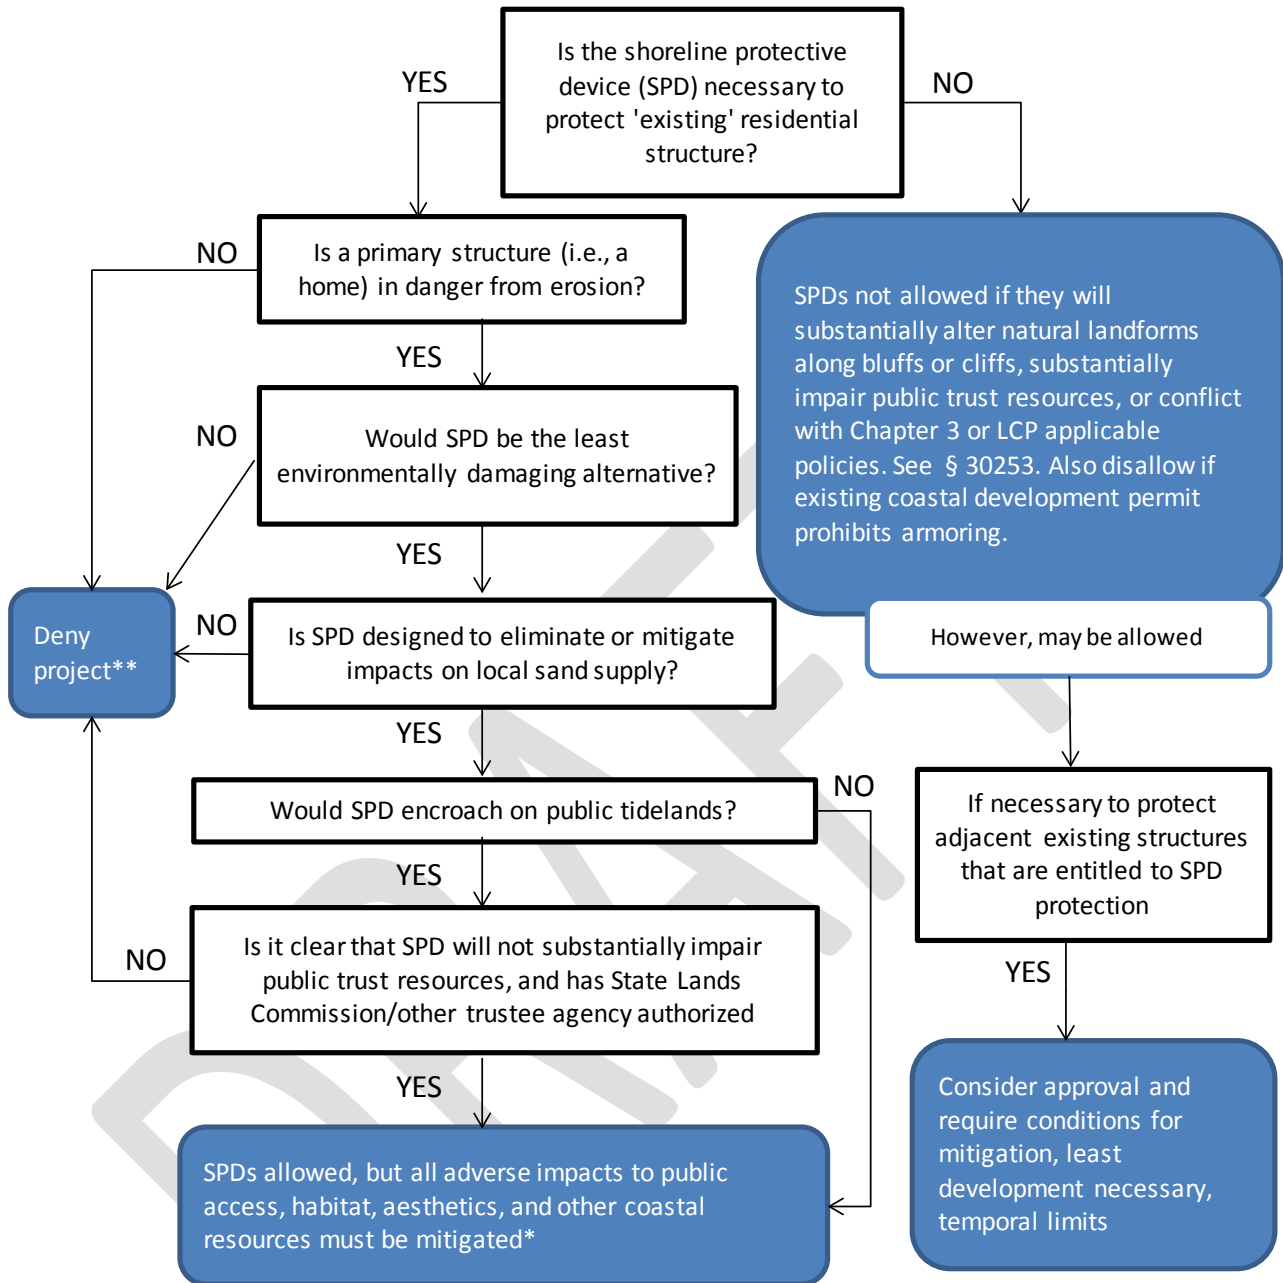 Is the shoreline protective
device (SPD) necessary to
protect 'existing' residential
structure?
YES
NO
Is a primary structure (i.e., a
home) in danger from erosion?
NO
YES
SPDs not allowed if they will
substantially alter natural landforms
along bluffs or cliffs, substantially
impair public trust resources, or conflict
with Chapter 3 or LCP applicable
policies. See § 30253. Also disallow if
existing coastal development permit
prohibits armoring.
Would SPD be the least
environmentally damaging alternative?
NO
YES
Deny
project**
NO
Is SPD designed to eliminate or mitigate
impacts on local sand supply?
YES
However, may be allowed
Would SPD encroach on public tidelands?
NO
YES
If necessary to protect
adjacent existing structures
that are entitled to SPD
protection
YES
Is it clear that SPD will not substantially impair
public trust resources, and has State Lands
Commission/other trustee agency authorized
NO
YES
SPDs allowed, but all adverse impacts to public
access, habitat, aesthetics, and other coastal
resources must be mitigated*
Consider approval and
require conditions for
mitigation, least
development necessary,
temporal limits
DRAFT